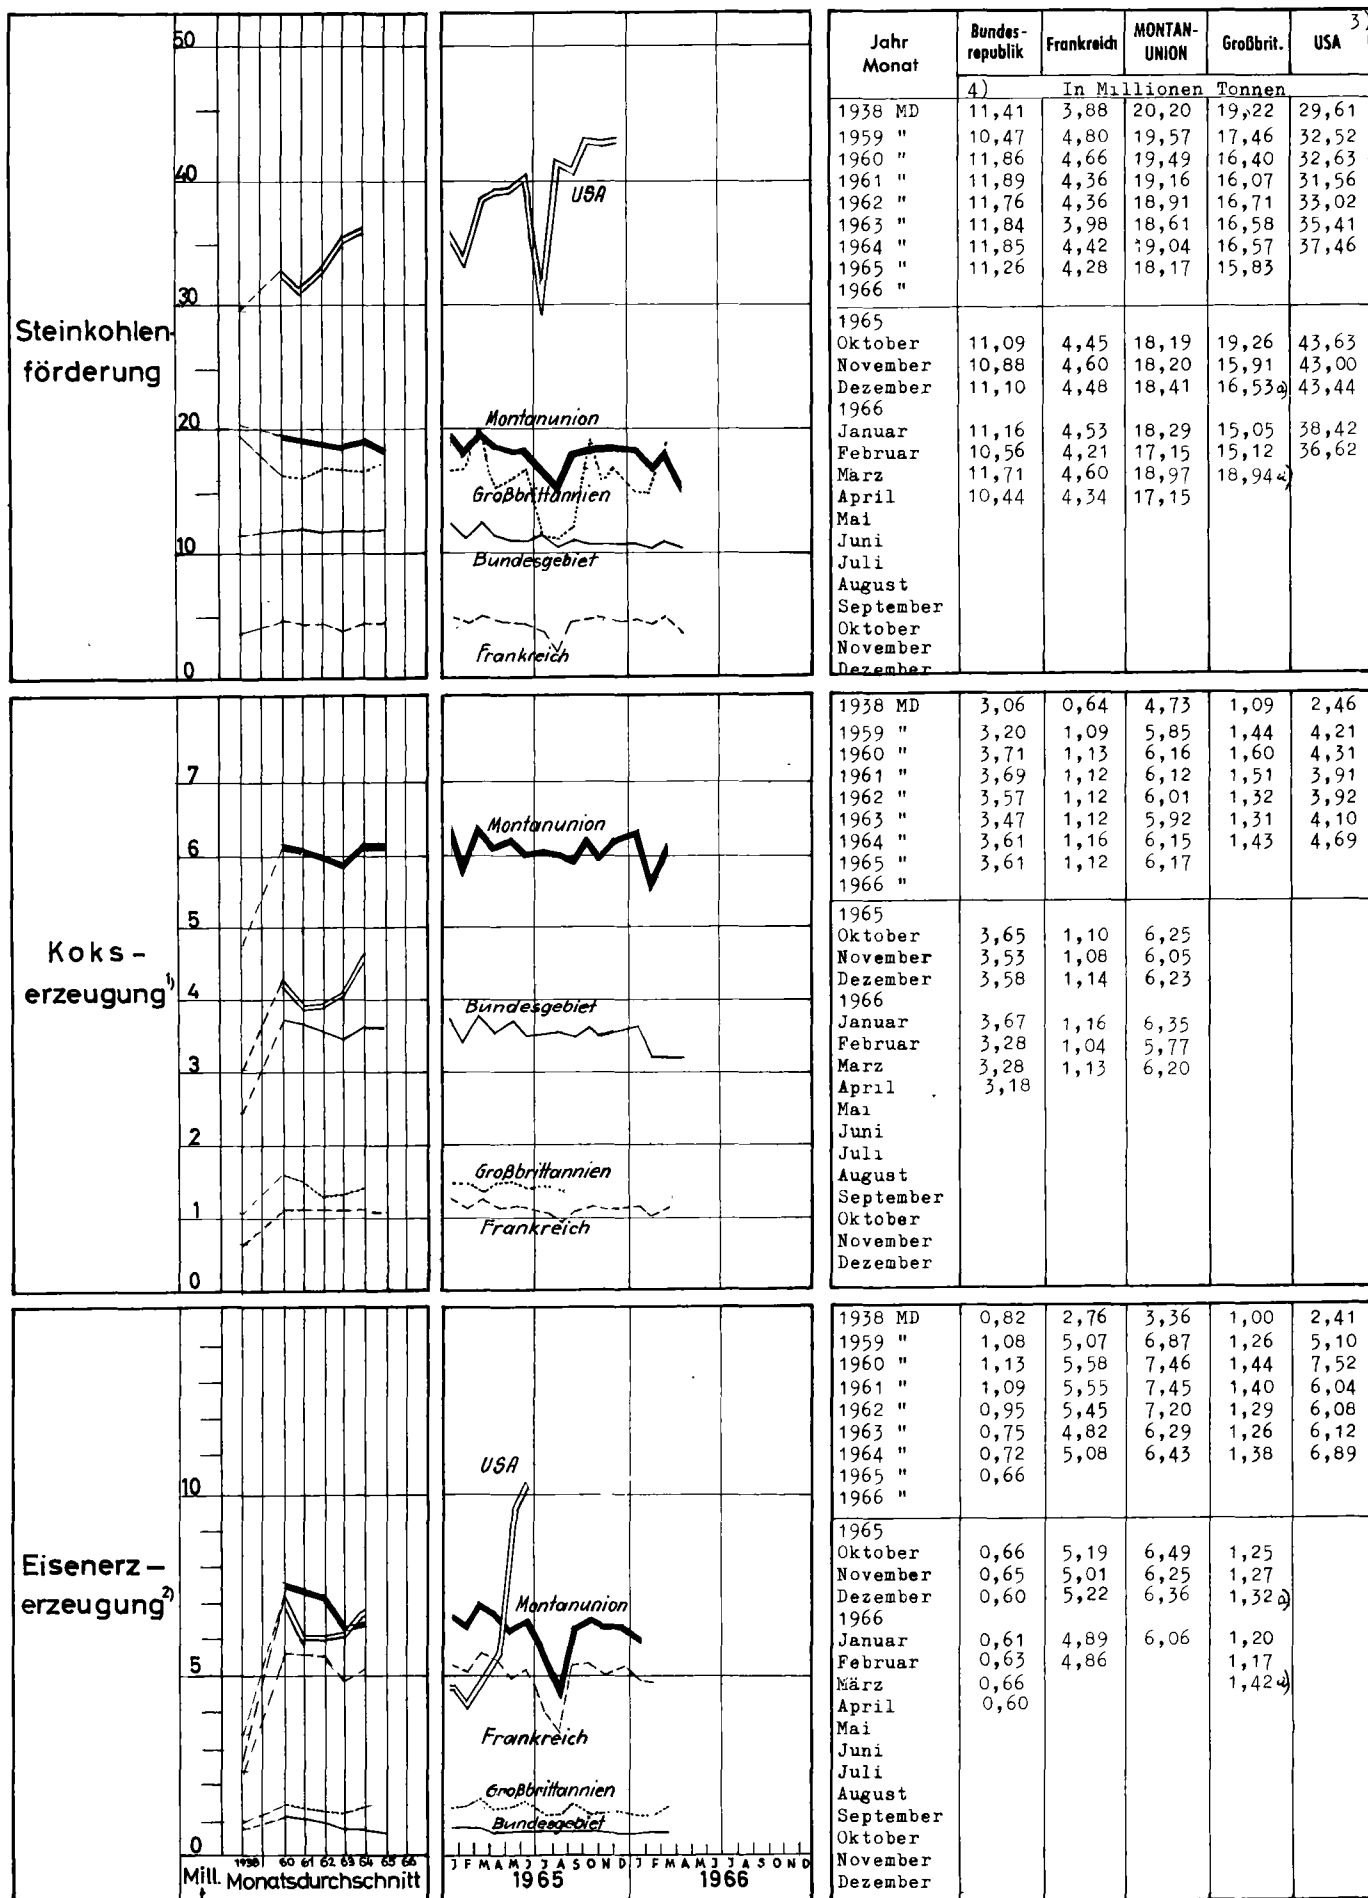 50
40
30
20
10
0
Steinkohlen-
förderung
USA
Montanunion
Großbrittannien
Bundesgebiet
Frankreich
Jahr Monat Bundes-republik Frankreich MONTAN-UNION Großbrit. USA 3)
4) In Millionen Tonnen
1938 MD 11,41 3,88 20,20 19,22 29,61
1959 " 10,47 4,80 19,57 17,46 32,52
1960 " 11,86 4,66 19,49 16,40 32,63
1961 " 11,89 4,36 19,16 16,07 31,56
1962 " 11,76 4,36 18,91 16,71 33,02
1963 " 11,84 3,98 18,61 16,58 35,41
1964 " 11,85 4,42 19,04 16,57 37,46
1965 " 11,26 4,28 18,17 15,83
1966 "
1965
Oktober 11,09 4,45 18,19 19,26 43,63
November 10,88 4,60 18,20 15,91 43,00
Dezember 11,10 4,48 18,41 16,53 a) 43,44
1966
Januar 11,16 4,53 18,29 15,05 38,42
Februar 10,56 4,21 17,15 15,12 36,62
März 11,71 4,60 18,97 18,94 a)
April 10,44 4,34 17,15
Mai
Juni
Juli
August
September
Oktober
November
Dezember
7
6
5
4
3
2
1
0
Koks-
erzeugung 1)
Montanunion
Bundesgebiet
Großbrittannien
Frankreich
1938 MD 3,06 0,64 4,73 1,09 2,46
1959 " 3,20 1,09 5,85 1,44 4,21
1960 " 3,71 1,13 6,16 1,60 4,31
1961 " 3,69 1,12 6,12 1,51 3,91
1962 " 3,57 1,12 6,01 1,32 3,92
1963 " 3,47 1,12 5,92 1,31 4,10
1964 " 3,61 1,16 6,15 1,43 4,69
1965 " 3,61 1,12 6,17
1966 "
1965
Oktober 3,65 1,10 6,25
November 3,53 1,08 6,05
Dezember 3,58 1,14 6,23
1966
Januar 3,67 1,16 6,35
Februar 3,28 1,04 5,77
Marz 3,28 1,13 6,20
April 3,18
Mai
Juni
Juli
August
September
Oktober
November
Dezember
10
5
0
Eisenerz-
erzeugung 2)
USA
Montanunion
Frankreich
Großbrittannien
Bundesgebiet
1938 MD 0,82 2,76 3,36 1,00 2,41
1959 " 1,08 5,07 6,87 1,26 5,10
1960 " 1,13 5,58 7,46 1,44 7,52
1961 " 1,09 5,55 7,45 1,40 6,04
1962 " 0,95 5,45 7,20 1,29 6,08
1963 " 0,75 4,82 6,29 1,26 6,12
1964 " 0,72 5,08 6,43 1,38 6,89
1965 " 0,66
1966 "
1965
Oktober 0,66 5,19 6,49 1,25
November 0,65 5,01 6,25 1,27
Dezember 0,60 5,22 6,36 1,32 a)
1966
Januar 0,61 4,89 6,06 1,20
Februar 0,63 4,86 1,17
März 0,66 1,42 a)
April 0,60
Mai
Juni
Juli
August
September
Oktober
November
Dezember
1938 60 61 62 63 64 65 66
Mill. t Monatsdurchschnitt
J F M A M J J A S O N D J F M A M J J A S O N D
1965 1966